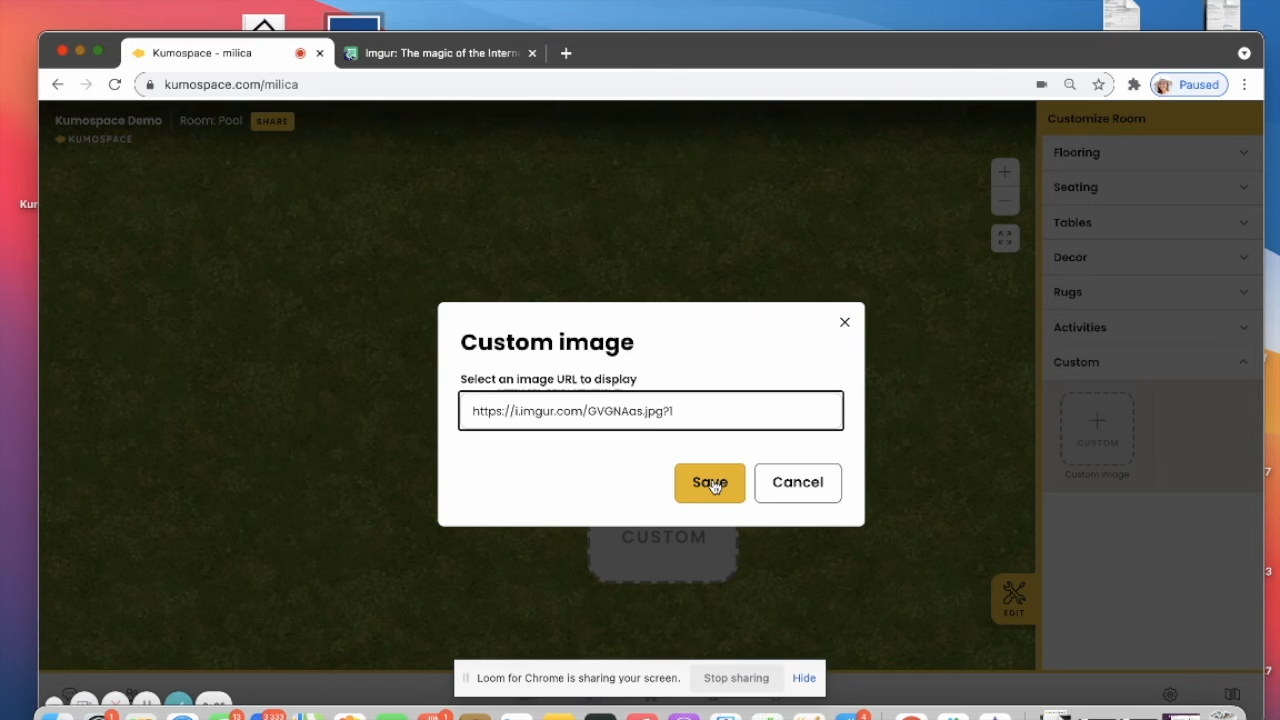 Kumospace - milica
Imgur: The magic of the Intern
kumospace.com/milica
Paused
Kumospace Demo
Room: Pool
SHARE
KUMOSPACE
Customize Room
Flooring
Seating
Tables
Decor
Rugs
Activities
Custom
CUSTOM
Custom image
Custom image
Select an image URL to display
https://i.imgur.com/GVGNAas.jpg?1
Save
Cancel
CUSTOM
EDIT
Loom for Chrome is sharing your screen.
Stop sharing
Hide
Kur